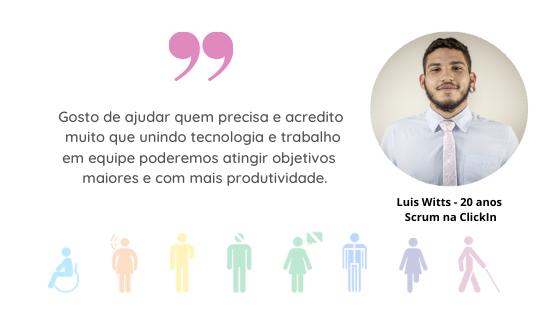 Gosto de ajudar quem precisa e acredito
muito que unindo tecnologia e trabalho
em equipe poderemos atingir objetivos
maiores e com mais produtividade.
Luis Witts - 20 anos
Scrum na ClickIn